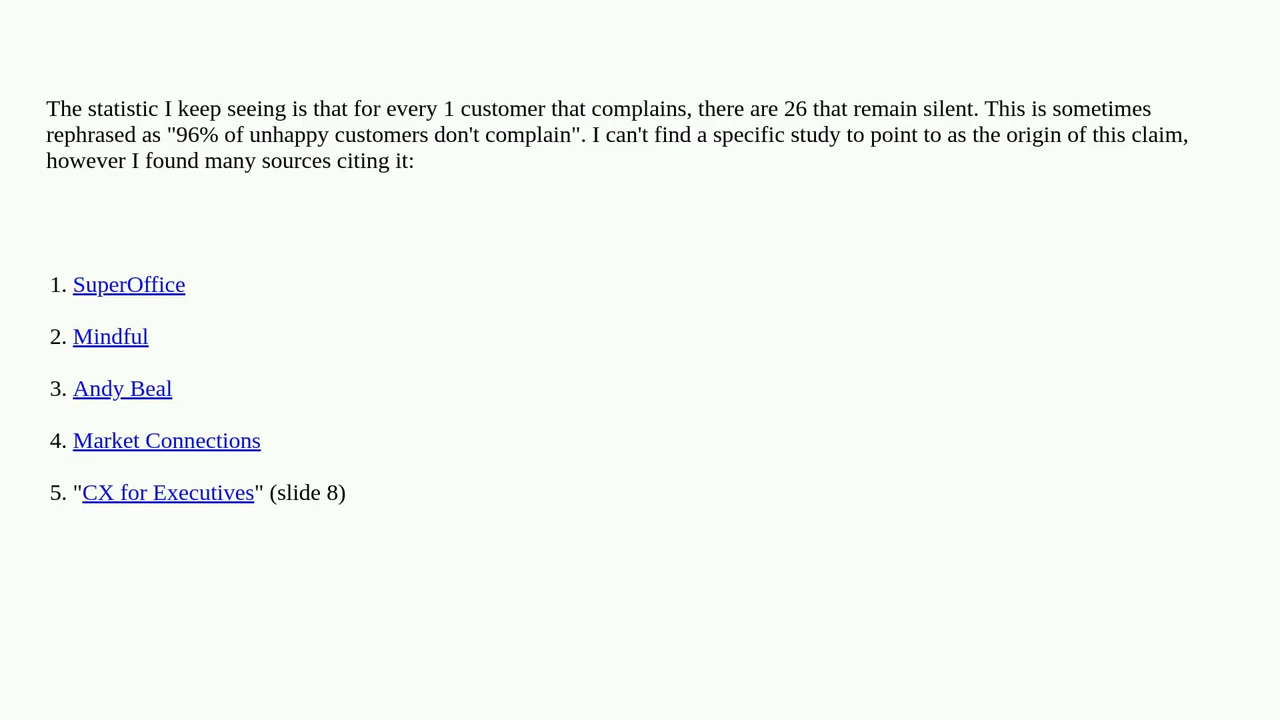 The statistic I keep seeing is that for every 1 customer that complains, there are 26 that remain silent. This is sometimes
rephrased as "96% of unhappy customers don't complain". I can't find a specific study to point to as the origin of this claim,
however I found many sources citing it:
1. SuperOffice
2. Mindful
3. Andy Beal
4. Market Connections
5. "CX for Executives" (slide 8)